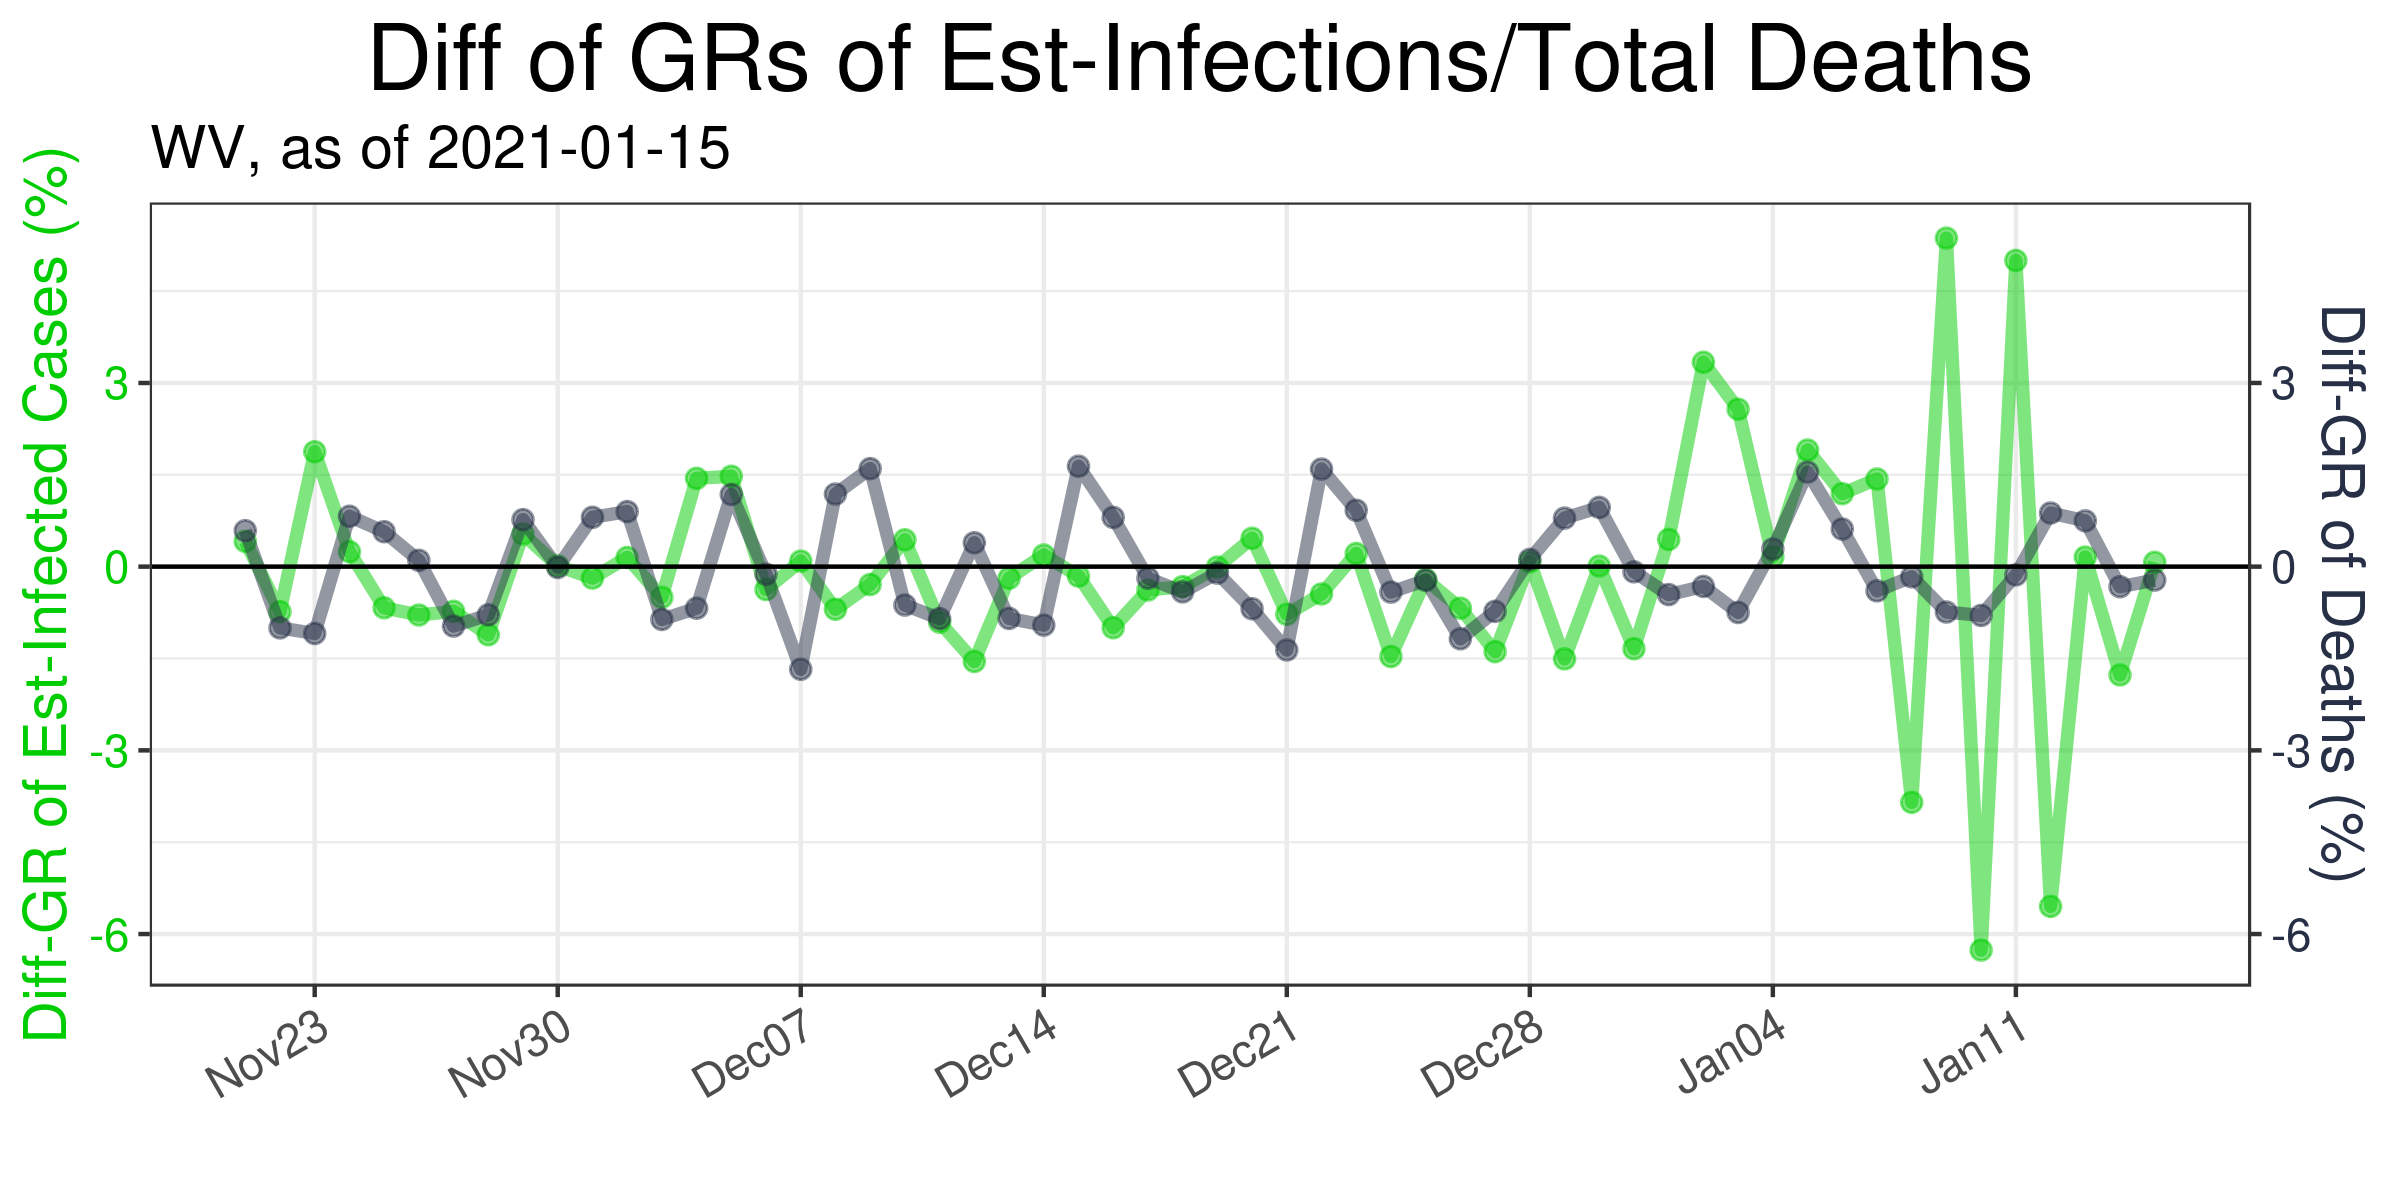 Diff of GRs of Est-Infections/Total Deaths
WV, as of 2021-01-15
Diff-GR of Est-Infected Cases (%)
3
0
-3
-6
3
0
-3
-6
Diff-GR of Deaths (%)
Nov23
Nov30
Dec07
Dec14
Dec21
Dec28
Jan04
Jan11